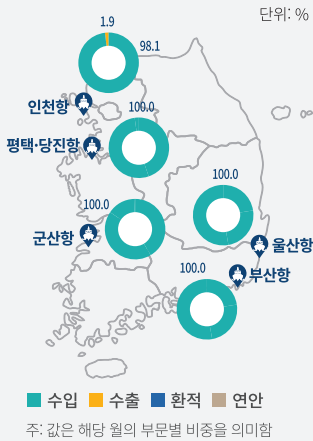 단위: %
1.9
98.1
인천항
100.0
평택·당진항
100.0
100.0
군산항
울산항
100.0
부산항
수입 수출 환적 연안
주: 값은 해당 월의 부문별 비중을 의미함